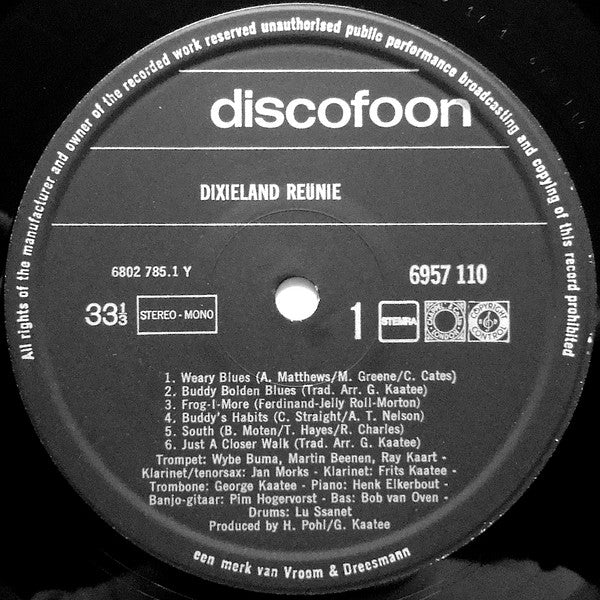 All rights of the manufacturer and owner of the recorded work reserved unauthorised public performance broadcasting and copying of this record prohibited
discofoon
DIXIELAND REÜNIE
6802 785.1 Y
6957 110
33⅓
STEREO - MONO
1
STEMRA
1. Weary Blues (A. Matthews/M. Greene/C. Cates)
2. Buddy Bolden Blues (Trad. Arr. G. Kaatee)
3. Frog-I-More (Ferdinand-Jelly Roll-Morton)
4. Buddy's Habits (C. Straight/A. T. Nelson)
5. South (B. Moten/T. Hayes/R. Charles)
6. Just A Closer Walk (Trad. Arr. G. Kaatee)
Trompet: Wybe Buma, Martin Beenen, Ray Kaart -
Klarinet/tenorsax: Jan Morks - Klarinet: Frits Kaatee -
Trombone: George Kaatee - Piano: Henk Elkerbout -
Banjo-gitaar: Pim Hogervorst - Bas: Bob van Oven -
Drums: Lu Ssanet
Produced by H. Pohl/G. Kaatee
een merk van Vroom & Dreesmann